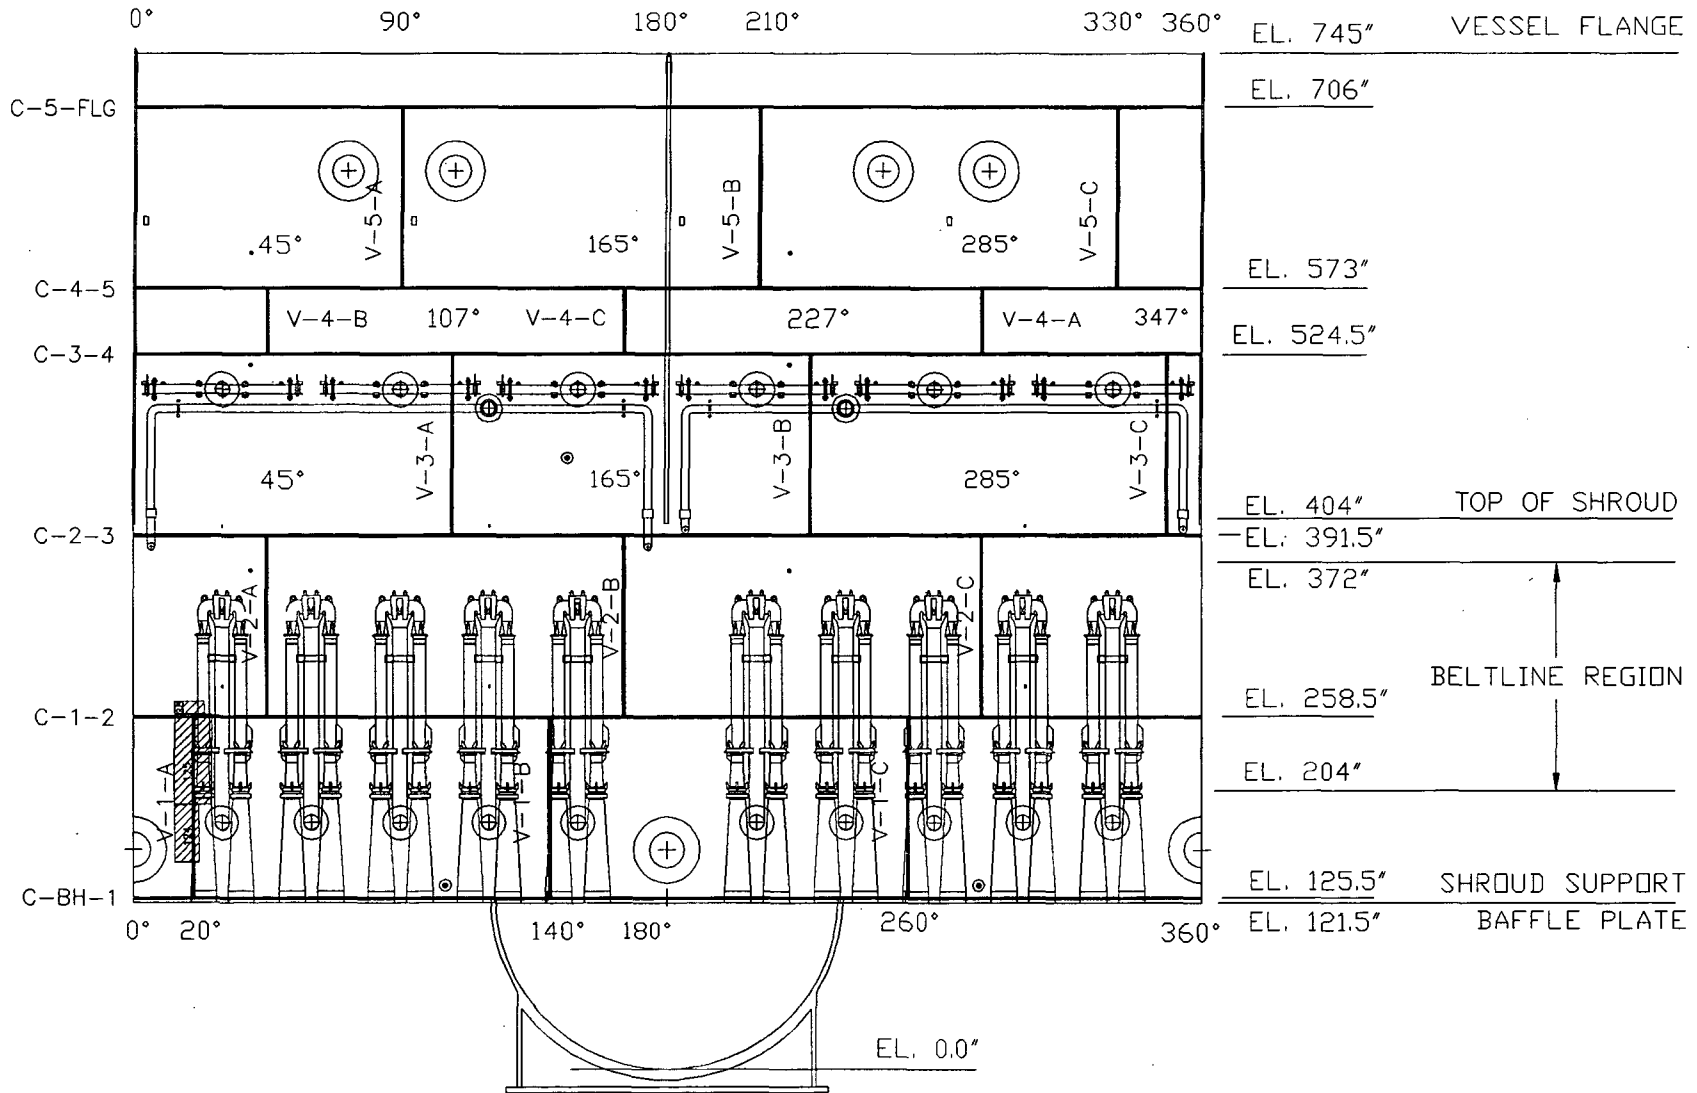 0° 90° 180° 210° 330° 360°
EL. 745" VESSEL FLANGE
C-5-FLG
EL. 706"
V-5-A
V-5-B
V-5-C
45° 165° 285°
C-4-5
EL. 573"
V-4-B 107° V-4-C 227° V-4-A 347°
EL. 524.5"
C-3-4
V-3-A
V-3-B
V-3-C
45° 165° 285°
EL. 404" TOP OF SHROUD
C-2-3
EL. 391.5"
EL. 372"
V-2-A
V-2-B
V-2-C
BELTLINE REGION
C-1-2
EL. 258.5"
EL. 204"
V-1-A
V-1-B
V-1-C
C-BH-1
EL. 125.5" SHROUD SUPPORT
EL. 121.5" BAFFLE PLATE
0° 20° 140° 180° 260° 360°
EL. 0.0"